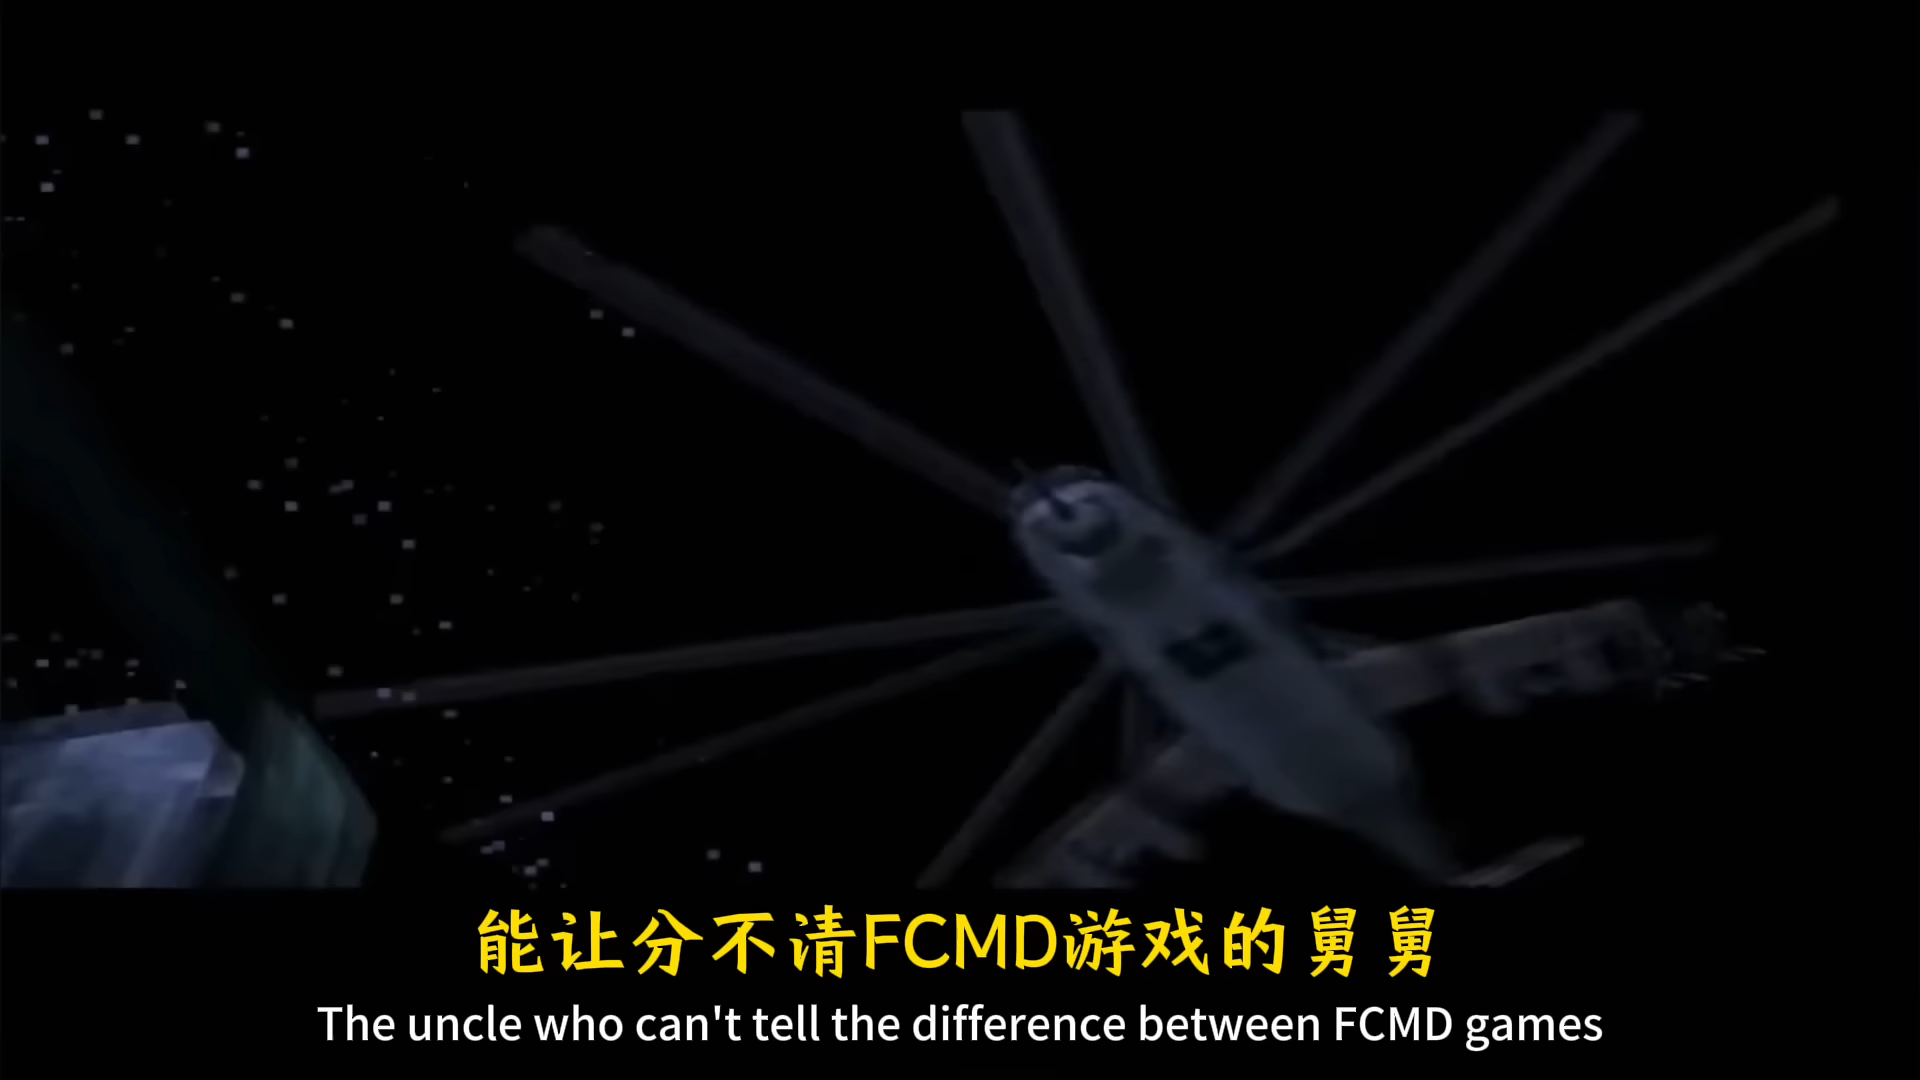 能让分不清FCMD游戏的舅舅
The uncle who can't tell the difference between FCMD games